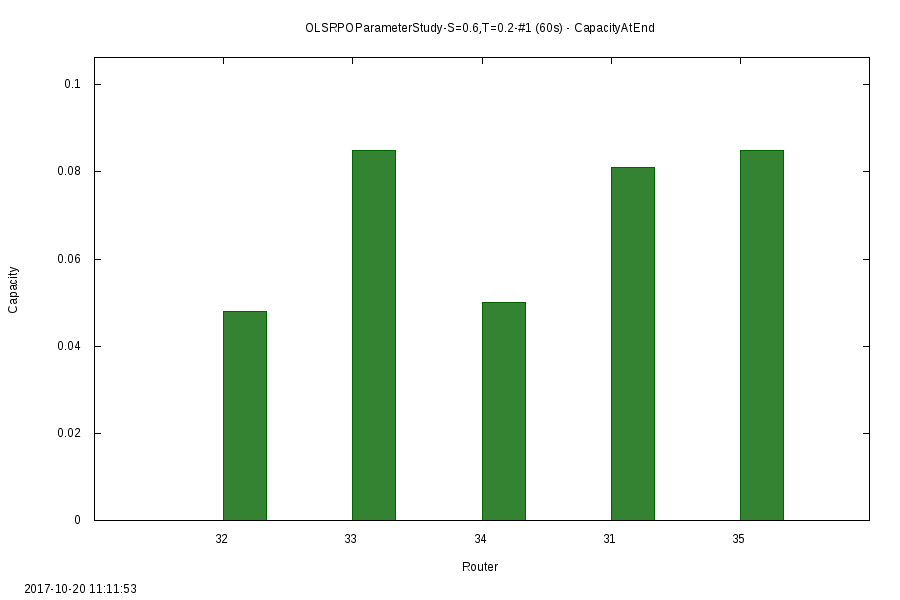 OLSRPOParameterStudy-S=0.6,T=0.2-#1 (60s) - CapacityAtEnd
0.1
0.08
0.06
0.04
0.02
0
Capacity
32 33 34 31 35
Router
2017-10-20 11:11:53